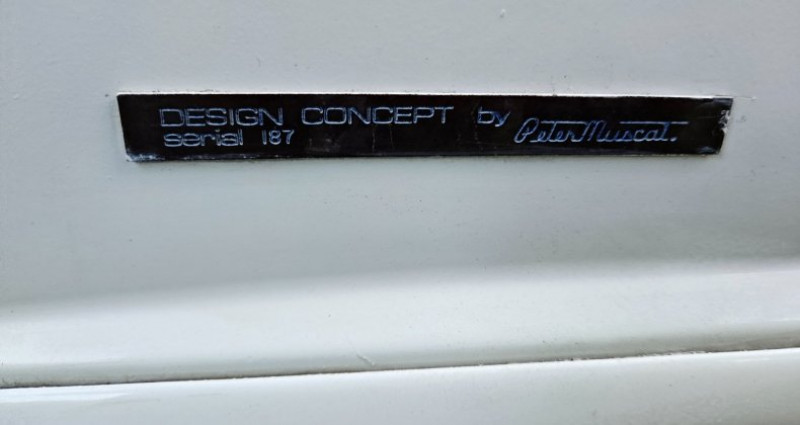 DESIGN CONCEPT by Peter Muscat.
serial 187